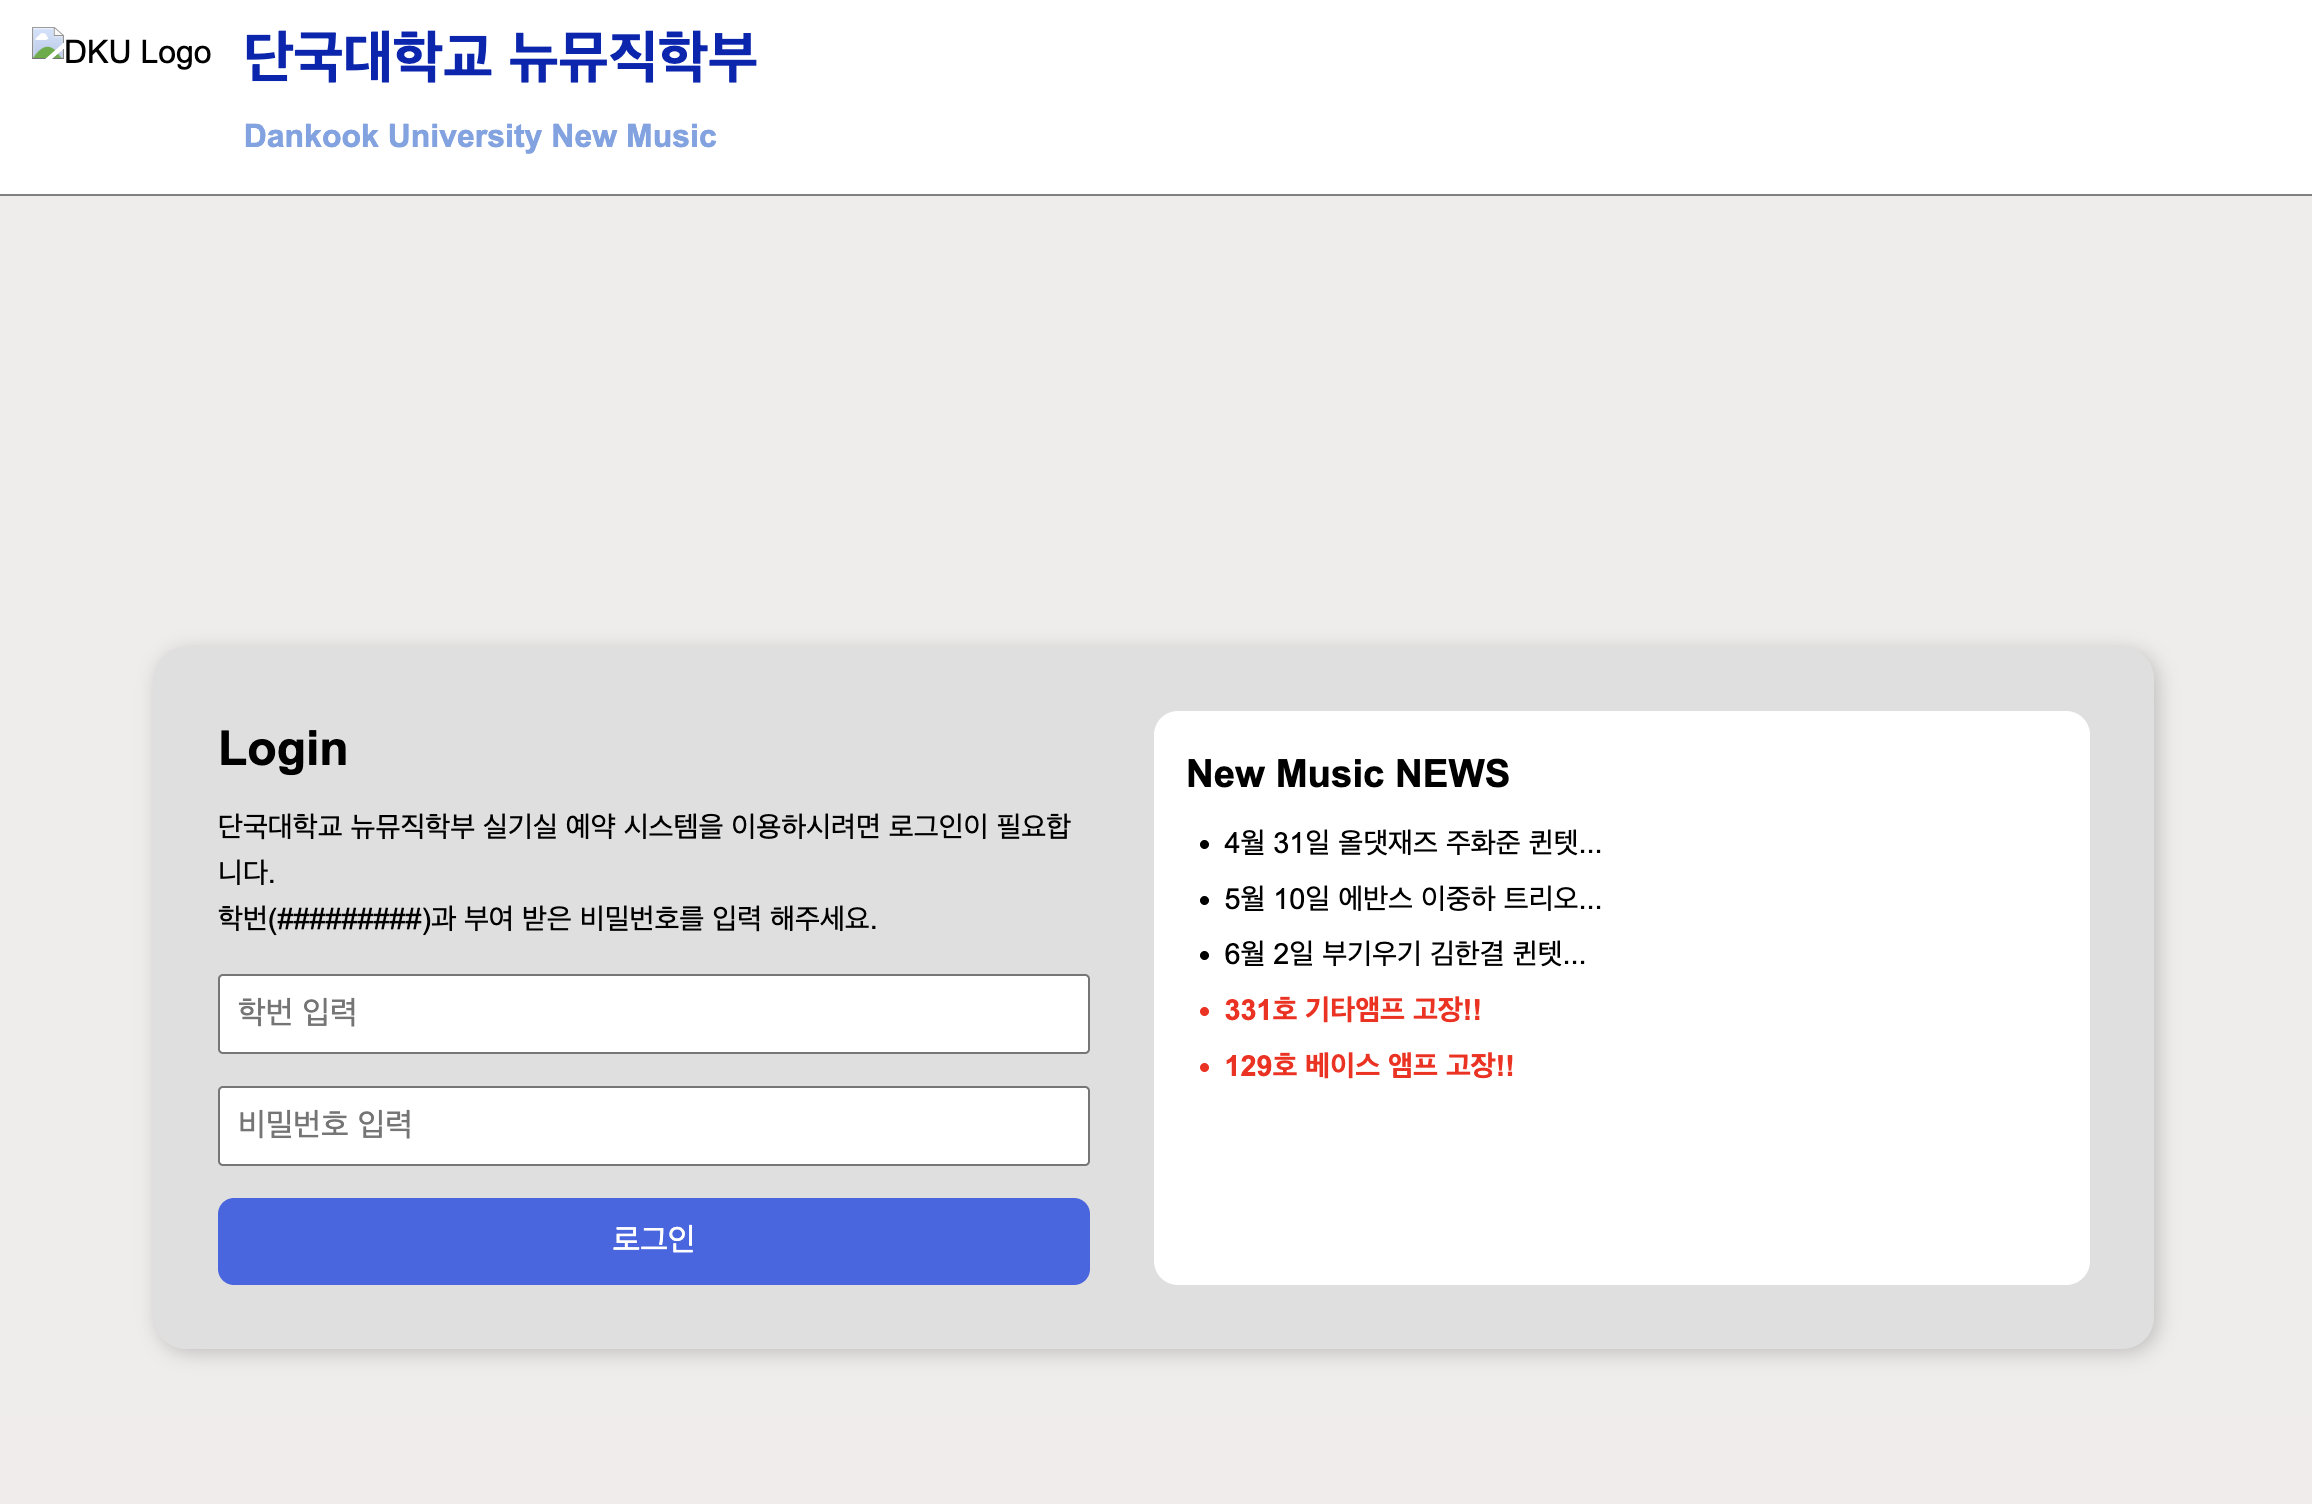 DKU Logo
단국대학교 뉴뮤직학부
Dankook University New Music
Login
단국대학교 뉴뮤직학부 실기실 예약 시스템을 이용하시려면 로그인이 필요합
니다.
학번(#########)과 부여 받은 비밀번호를 입력 해주세요.
학번 입력
비밀번호 입력
로그인
New Music NEWS
4월 31일 올댓재즈 주화준 퀸텟...
5월 10일 에반스 이중하 트리오...
6월 2일 부기우기 김한결 퀸텟...
331호 기타앰프 고장!!
129호 베이스 앰프 고장!!